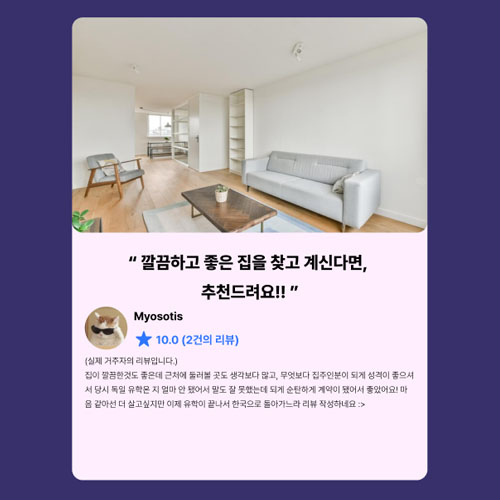 “ 깔끔하고 좋은 집을 찾고 계신다면,
추천드려요!! ”
Myosotis
10.0 (2건의 리뷰)
(실제 거주자의 리뷰입니다.)
집이 깔끔한것도 좋은데 근처에 둘러볼 곳도 생각보다 많고, 무엇보다 집주인분이 되게 성격이 좋으셔
서 당시 독일 유학온 지 얼마 안 됐어서 말도 잘 못했는데 되게 순탄하게 계약이 됐어서 좋았어요! 마
음 같아선 더 살고싶지만 이제 유학이 끝나서 한국으로 돌아가느라 리뷰 작성하네요 :>